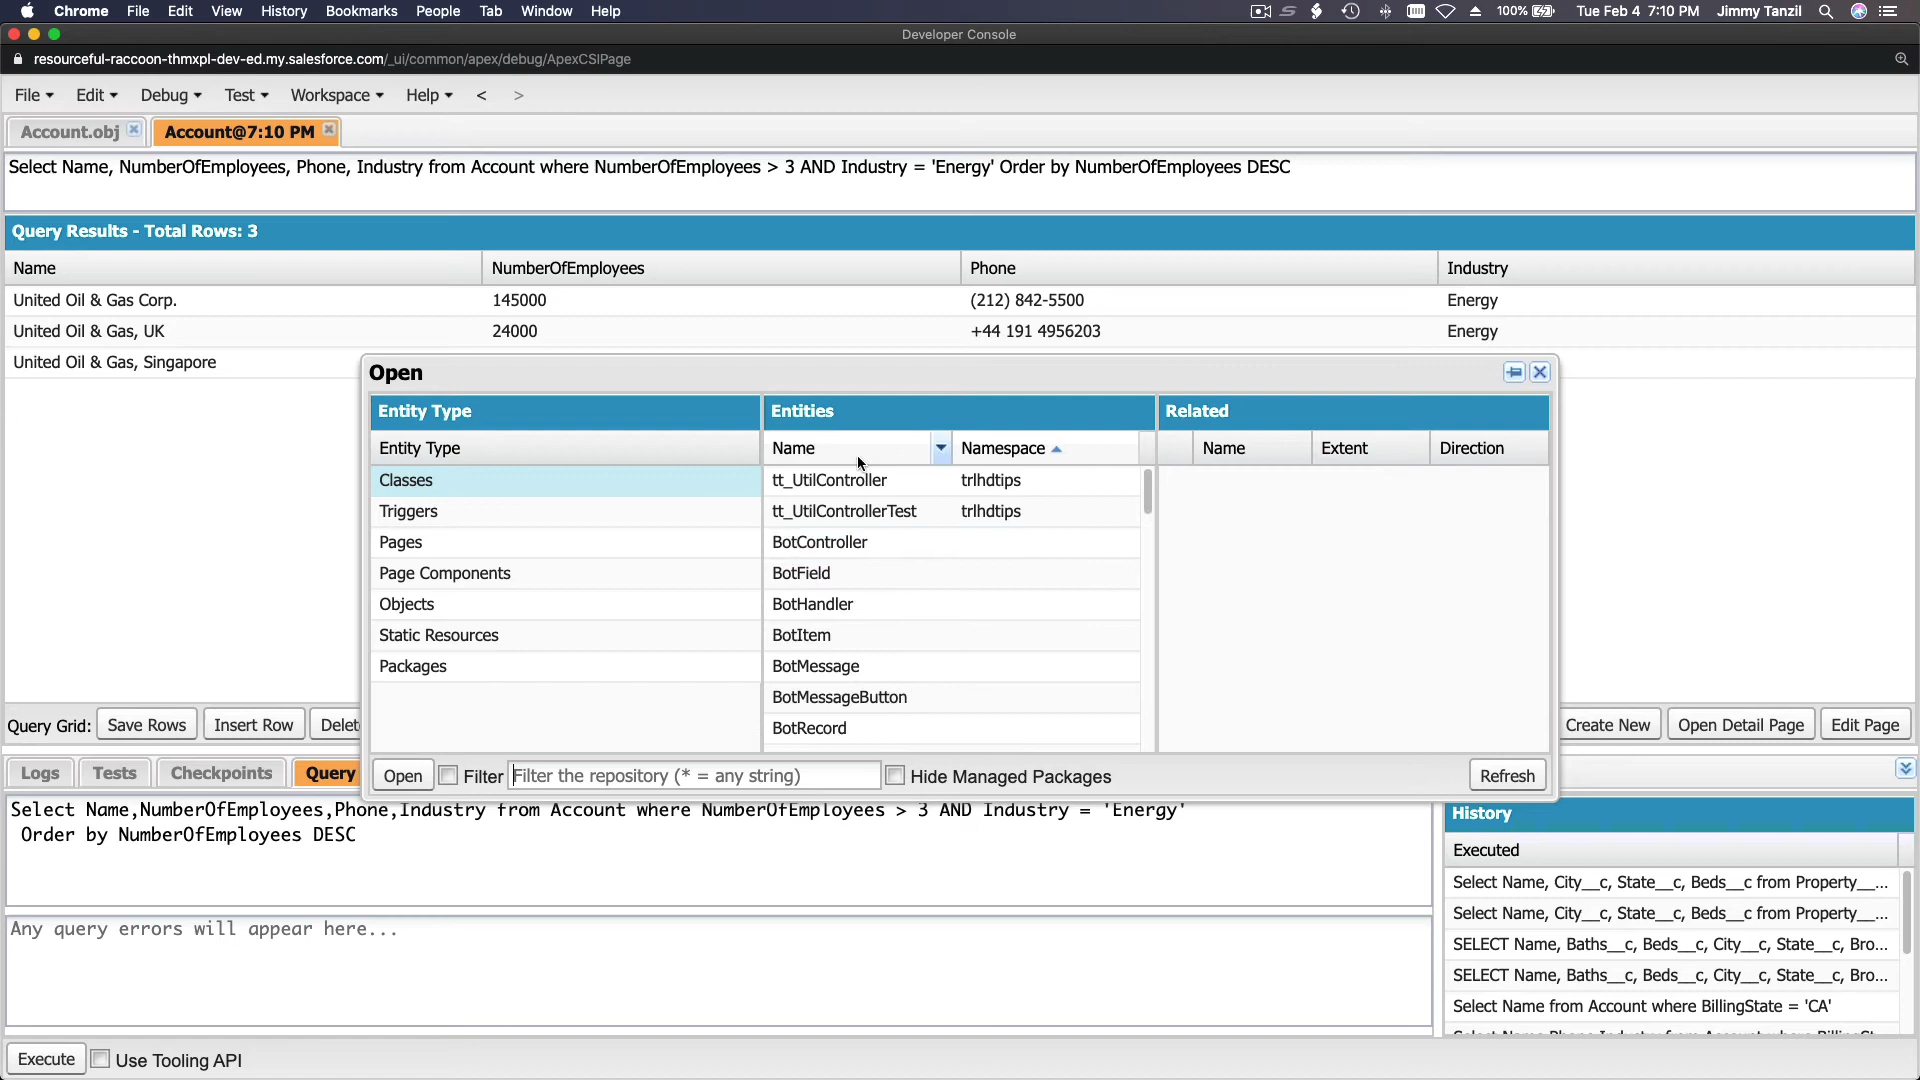 Chrome File Edit View History Bookmarks People Tab Window Help 100% Tue Feb 4 7:10 PM Jimmy Tanzil
Developer Console
resourceful-raccoon-thmxpl-dev-ed.my.salesforce.com/_ui/common/apex/debug/ApexCSIPage
File Edit Debug Test Workspace Help < >
Account.obj Account@7:10 PM
Select Name, NumberOfEmployees, Phone, Industry from Account where NumberOfEmployees > 3 AND Industry = 'Energy' Order by NumberOfEmployees DESC
Query Results - Total Rows: 3
Name NumberOfEmployees Phone Industry
United Oil & Gas Corp. 145000 (212) 842-5500 Energy
United Oil & Gas, UK 24000 +44 191 4956203 Energy
United Oil & Gas, Singapore
Open
Entity Type Entities Related
Entity Type Name Namespace Name Extent Direction
Classes tt_UtilController trlhdtips
Triggers tt_UtilControllerTest trlhdtips
Pages BotController
Page Components BotField
Objects BotHandler
Static Resources BotItem
Packages BotMessage
BotMessageButton
BotRecord
Query Grid: Save Rows Insert Row Delet Create New Open Detail Page Edit Page
Open Filter Filter the repository (* = any string) Hide Managed Packages Refresh
Logs Tests Checkpoints Query
Select Name,NumberOfEmployees,Phone,Industry from Account where NumberOfEmployees > 3 AND Industry = 'Energy'
Order by NumberOfEmployees DESC
Any query errors will appear here...
History
Executed
Select Name, City__c, State__c, Beds__c from Property__...
Select Name, City__c, State__c, Beds__c from Property__...
SELECT Name, Baths__c, Beds__c, City__c, State__c, Bro...
SELECT Name, Baths__c, Beds__c, City__c, State__c, Bro...
Select Name from Account where BillingState = 'CA'
Execute Use Tooling API